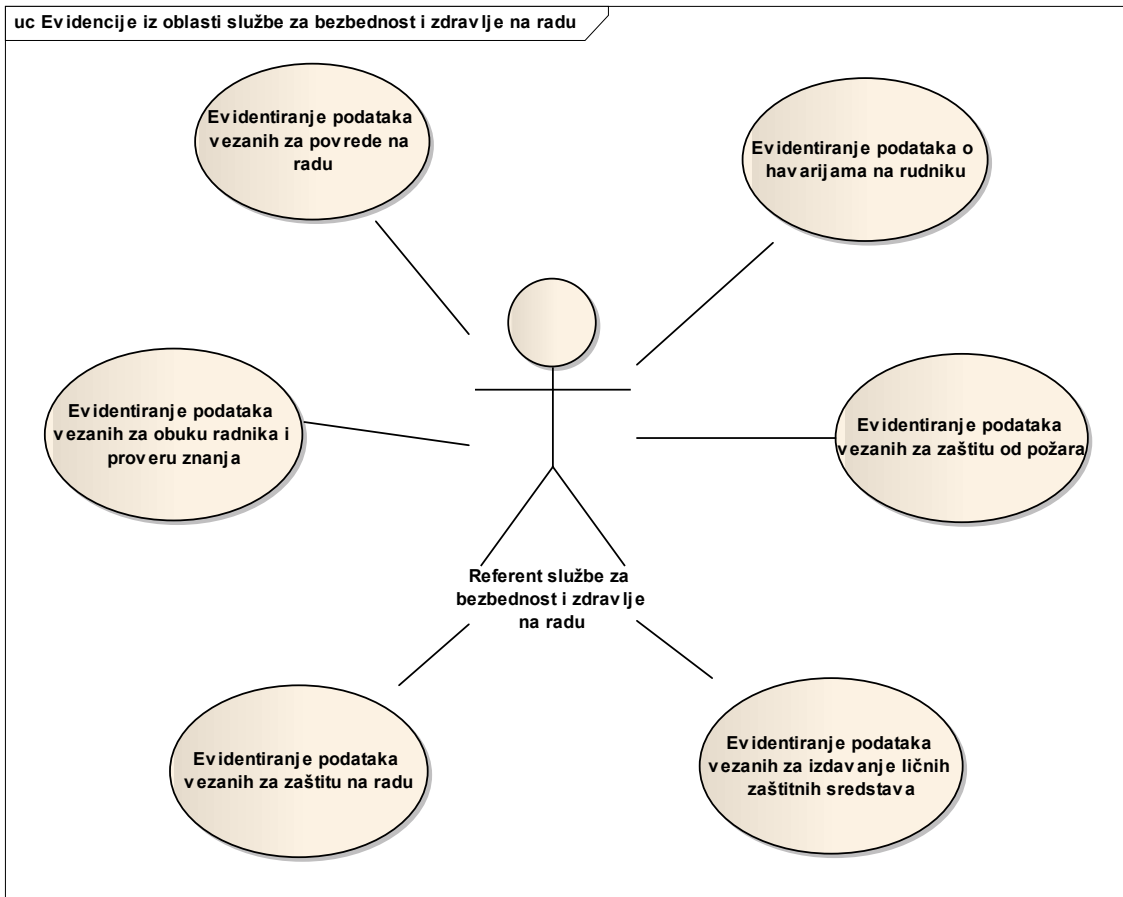 uc Evidencije iz oblasti službe za bezbednost i zdravlje na radu
Evidentiranje podataka
vezanih za povrede na
radu
Evidentiranje podataka o
havarijama na rudniku
Evidentiranje podataka
vezanih za obuku radnika i
proveru znanja
Evidentiranje podataka
vezanih za zaštitu od požara
Referent službe za
bezbednost i zdravlje
na radu
Evidentiranje podataka
vezanih za zaštitu na radu
Evidentiranje podataka
vezanih za izdavanje ličnih
zaštitnih sredstava